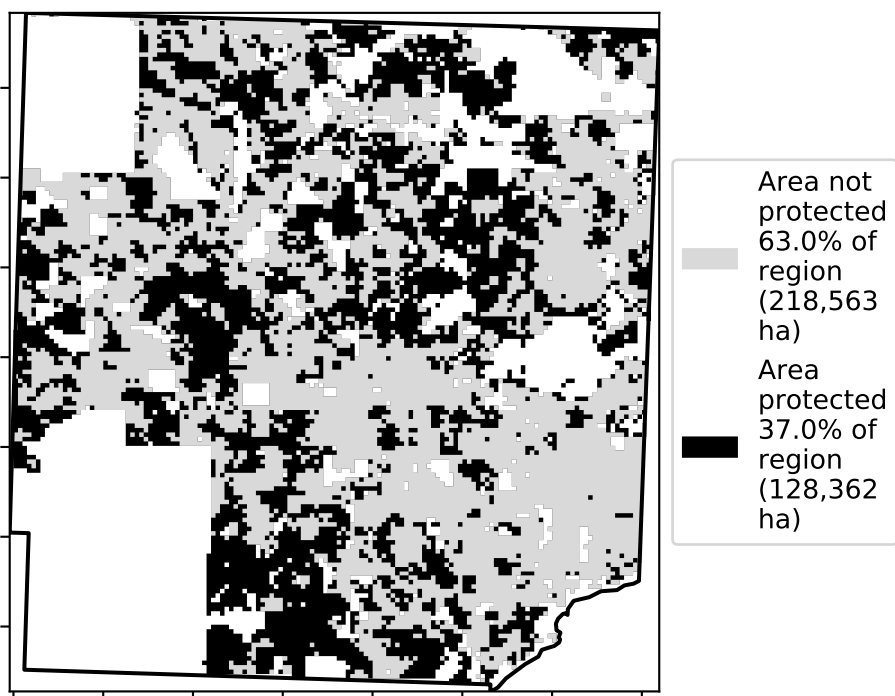 Area not
protected
63.0% of
region
(218,563
ha)
Area
protected
37.0% of
region
(128,362
ha)